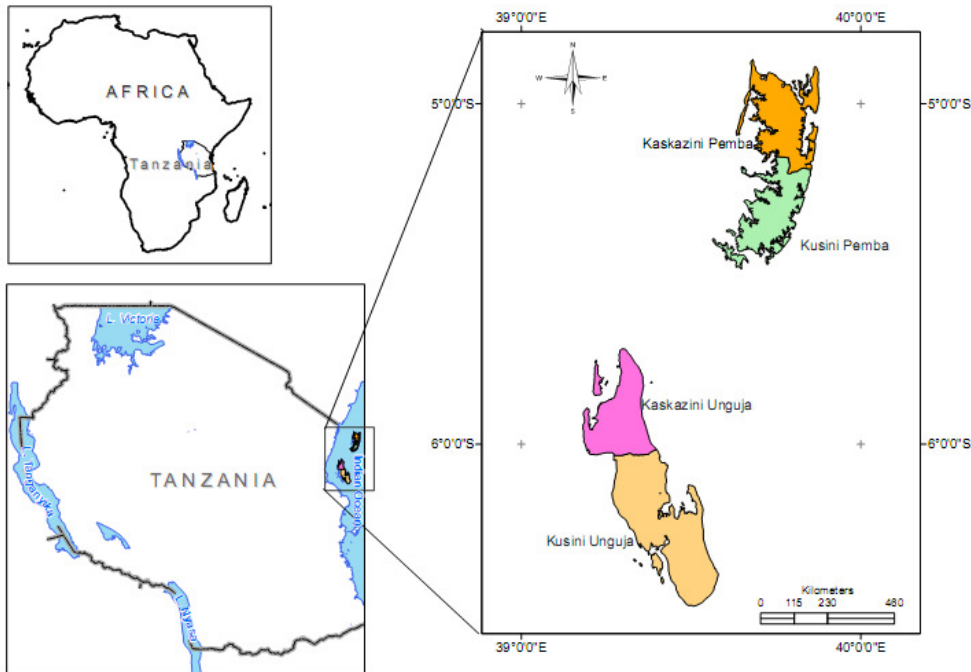 AFRICA
Tanzania
L. Victoria
L. Tanganyika
TANZANIA
Indian Ocean
L. Nyasa
39°0'0"E
40°0'0"E
N
W
E
S
5°0'0"S
5°0'0"S
Kaskazini Pemba
Kusini Pemba
Kaskazini Unguja
6°0'0"S
6°0'0"S
Kusini Unguja
Kilometers
0 115 230 460
39°0'0"E
40°0'0"E